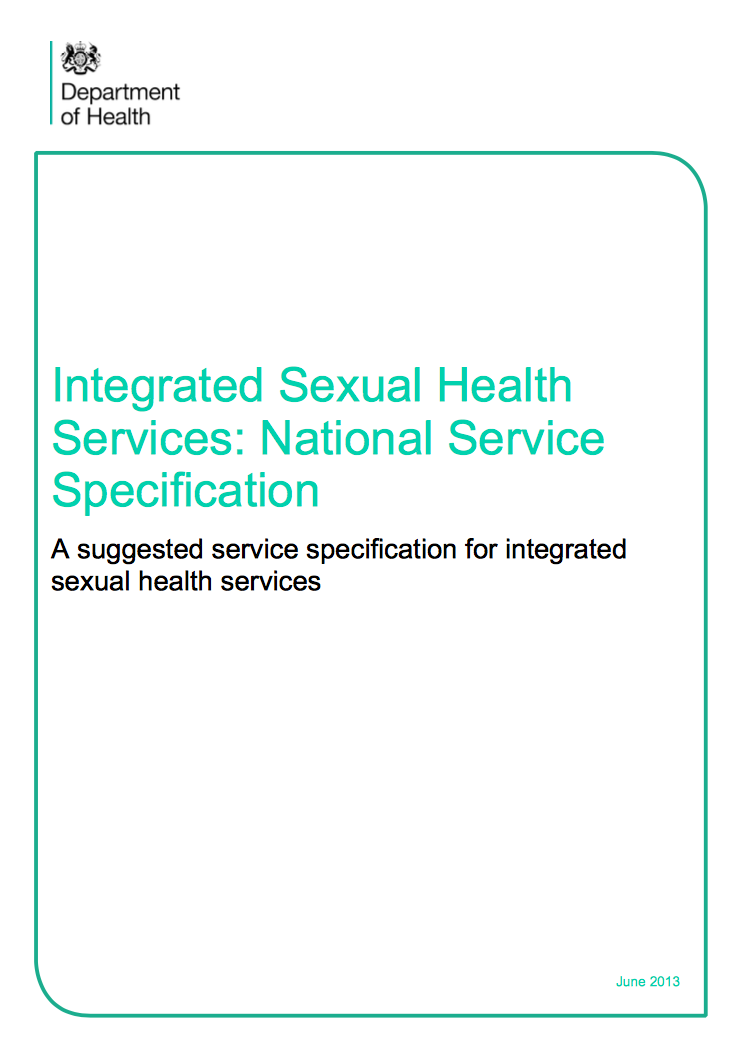 Department
of Health
Integrated Sexual Health
Services: National Service
Specification
A suggested service specification for integrated
sexual health services
June 2013